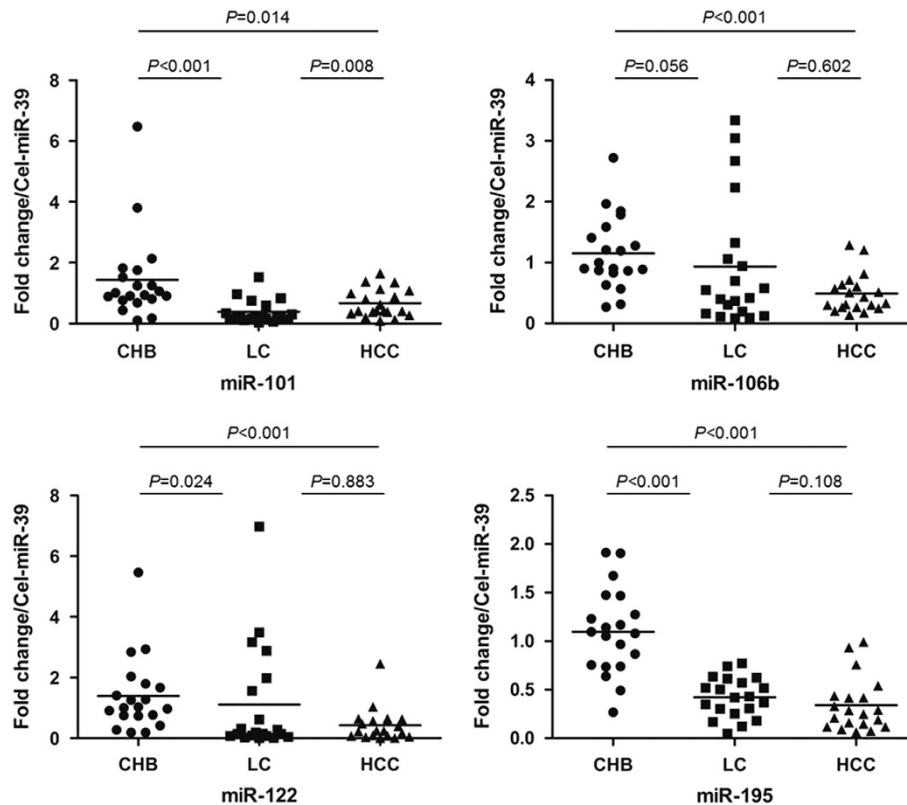 P=0.014
P<0.001
P=0.008
Fold change/Cel-miR-39
8
6
4
2
0
CHB
LC
HCC
miR-101
P<0.001
P=0.056
P=0.602
Fold change/Cel-miR-39
4
3
2
1
0
CHB
LC
HCC
miR-106b
P<0.001
P=0.024
P=0.883
Fold change/Cel-miR-39
8
6
4
2
0
CHB
LC
HCC
miR-122
P<0.001
P<0.001
P=0.108
Fold change/Cel-miR-39
2.5
2.0
1.5
1.0
0.5
0.0
CHB
LC
HCC
miR-195